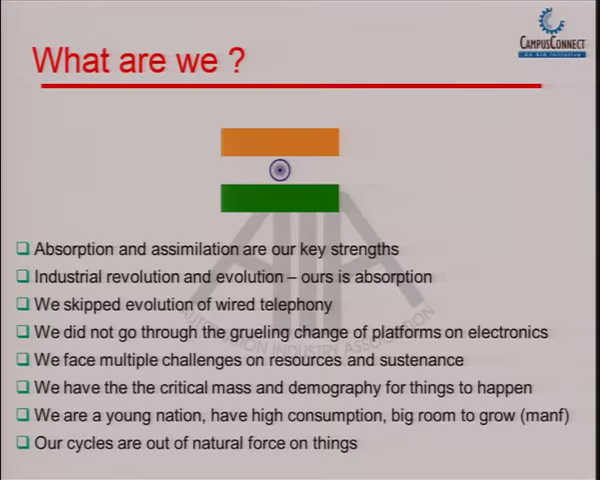 CAMPUSCONNECT
An AIA Initiative
What are we ?
Absorption and assimilation are our key strengths
Industrial revolution and evolution – ours is absorption
We skipped evolution of wired telephony
We did not go through the grueling change of platforms on electronics
We face multiple challenges on resources and sustenance
We have the the critical mass and demography for things to happen
We are a young nation, have high consumption, big room to grow (manf)
Our cycles are out of natural force on things
AIA
AUTOMATION INDUSTRY ASSOCIATION